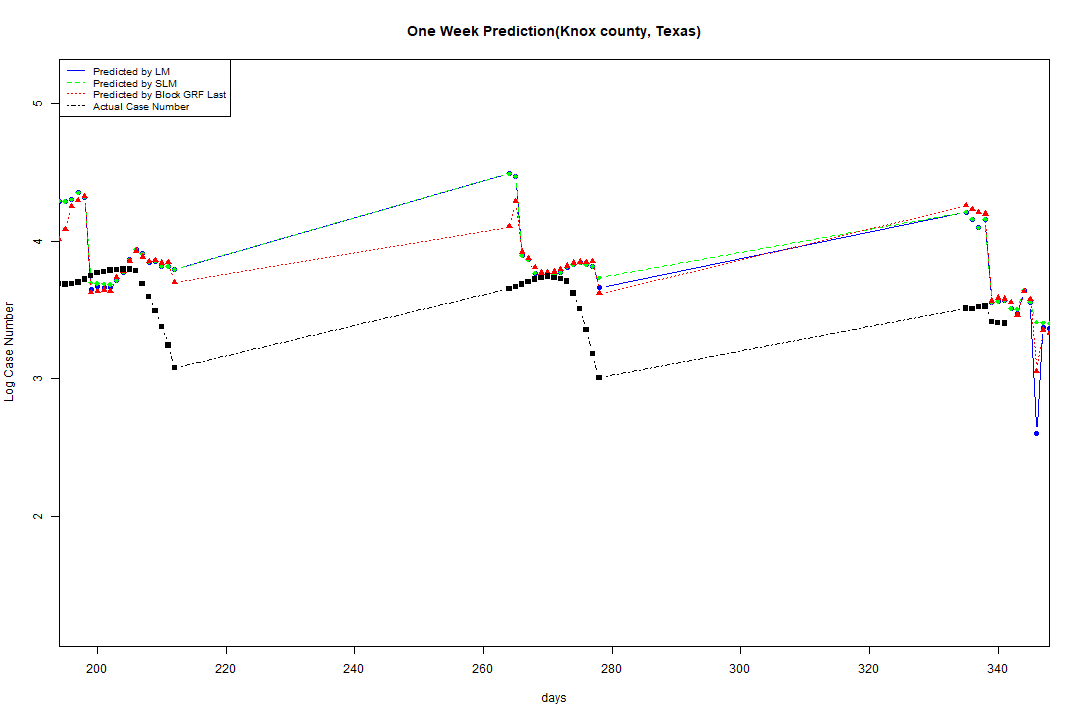 One Week Prediction(Knox county, Texas)
Predicted by LM
Predicted by SLM
Predicted by Block GRF Last
Actual Case Number
5
4
3
2
Log Case Number
200 220 240 260 280 300 320 340
days